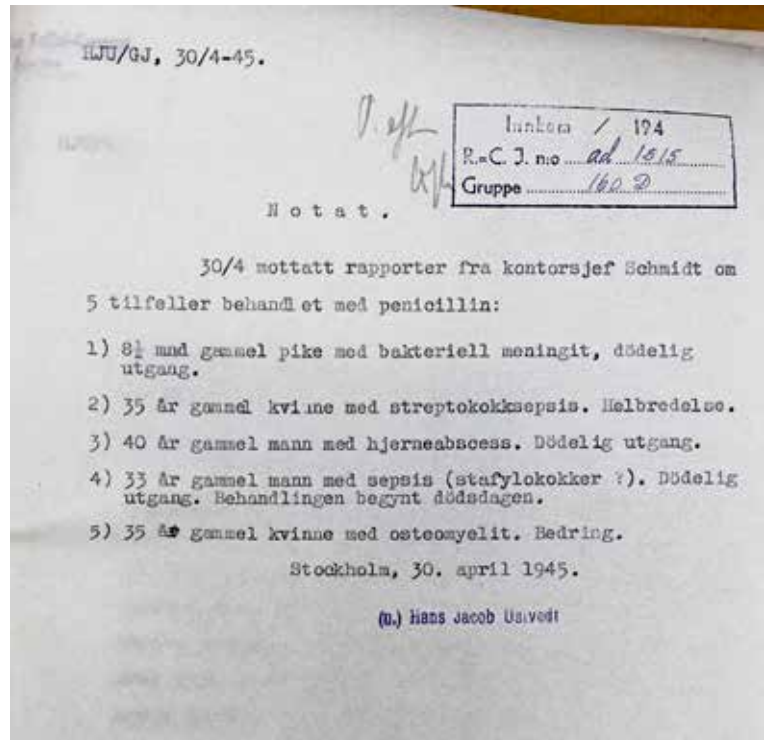 HJU/GJ, 30/4-45.
Innkom / 194
R.=C. J. n:o ad 1515
Gruppe 160 D
Notat.
30/4 mottatt rapporter fra kontorsjef Schmidt om
5 tilfeller behandlet med penicillin:
1) 8½ mnd gammel pike med bakteriell meningit, dödelig
utgang.
2) 35 år gammel kvinne med streptokokksepsis. Helbredelse.
3) 40 år gammel mann med hjerneabscess. Dödelig utgang.
4) 33 år gammel mann med sepsis (stafylokokker ?). Dödelig
utgang. Behandlingen begynt dödsdagen.
5) 35 år gammel kvinne med osteomyelit. Bedring.
Stockholm, 30. april 1945.
(u.) Hans Jacob Ustvedt